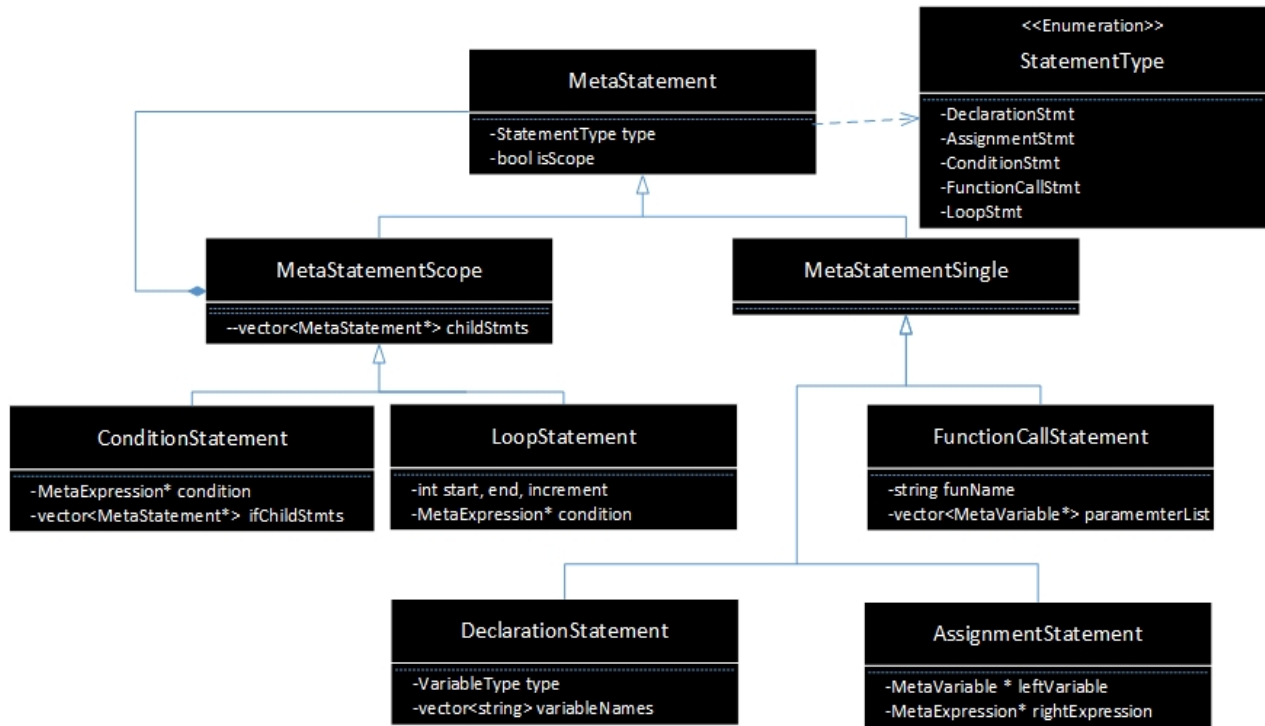 <<Enumeration>>
StatementType
-DeclarationStmt
-AssignmentStmt
-ConditionStmt
-FunctionCallStmt
-LoopStmt
MetaStatement
-StatementType type
-bool isScope
MetaStatementScope
--vector<MetaStatement*> childStmts
MetaStatementSingle
ConditionStatement
-MetaExpression* condition
-vector<MetaStatement*> ifChildStmts
LoopStatement
-int start, end, increment
-MetaExpression* condition
FunctionCallStatement
-string funName
-vector<MetaVariable*> paramemterList
DeclarationStatement
-VariableType type
-vector<string> variableNames
AssignmentStatement
-MetaVariable * leftVariable
-MetaExpression* rightExpression